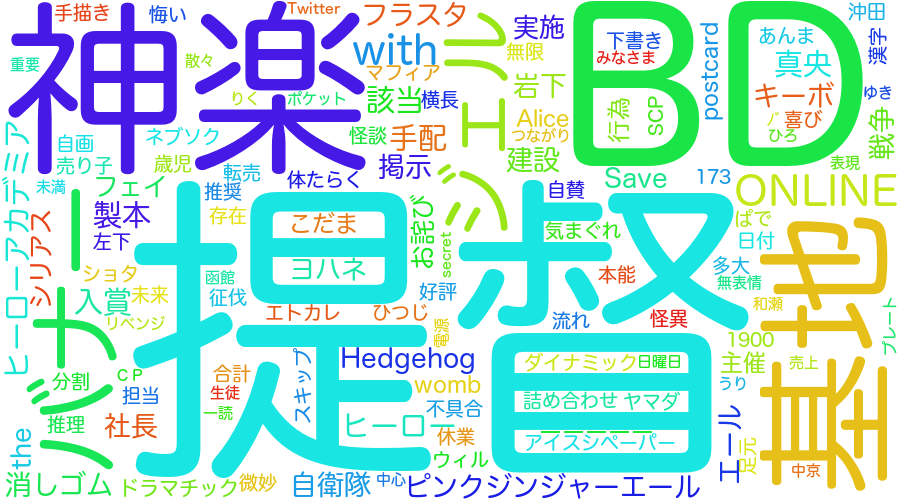 手描き
悔い
Twitter
フラスタ
実施
下書き
あんま
沖田
漢字
神楽
BD
重要
散々
with
マフィア
無限
みなさま
postcard
真央
りく
ポケット
該当
横長
ジンジャーエール
岩下
行為
SCP
キーボ
ゆき
自画
ネブソク
怪談
手配
Alice
つながり
喜び
バ
ひろ
戦争
売り子
歳児
掲示
建設
表現
ヒーローアカデミア
未満
フェイ
転売
推奨
体たらく
自賛
Save
173
ONLINE
製本
存在
こだま
お詫び
気まぐれ
ぱで
日付
左下
シリアス
バナー
提督
ヨハネ
secret
本能
多大
無表情
基地
ショタ
函館
入賞
未来
征伐
好評
和瀬
リベンジ
エトカレ
ひつじ
流れ
怪異
1900
プレート
電源
Hedgehog
ダイナミック
日曜日
主催
売上
分割
CP
合計
スキップ
womb
うり
担当
生徒
詰め合わせ
ヤマダ
推理
社長
一読
ヒーロー
不具合
ーーーーー
エール
足元
the
休業
アイスシペーパー
ウィル
中京
消しゴム
ドラマチック
微妙
自衛隊
中心
ピンクジンジャーエール